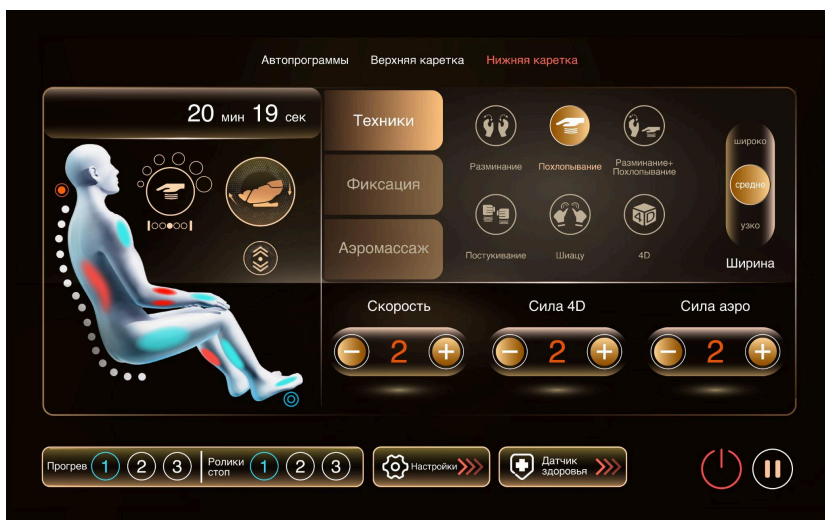 Автопрограммы Верхняя каретка Нижняя каретка
20 мин 19 сек
Техники
Фиксация
Аэромассаж
Разминание Похлопывание Разминание+
Похлопывание
Постукивание Шиацу 4D
4D
широко
средне
узко
Ширина
Скорость Сила 4D Сила аэро
− 2 + − 2 + − 2 +
Прогрев 1 2 3 Ролики
стоп 1 2 3
Настройки
Датчик
здоровья